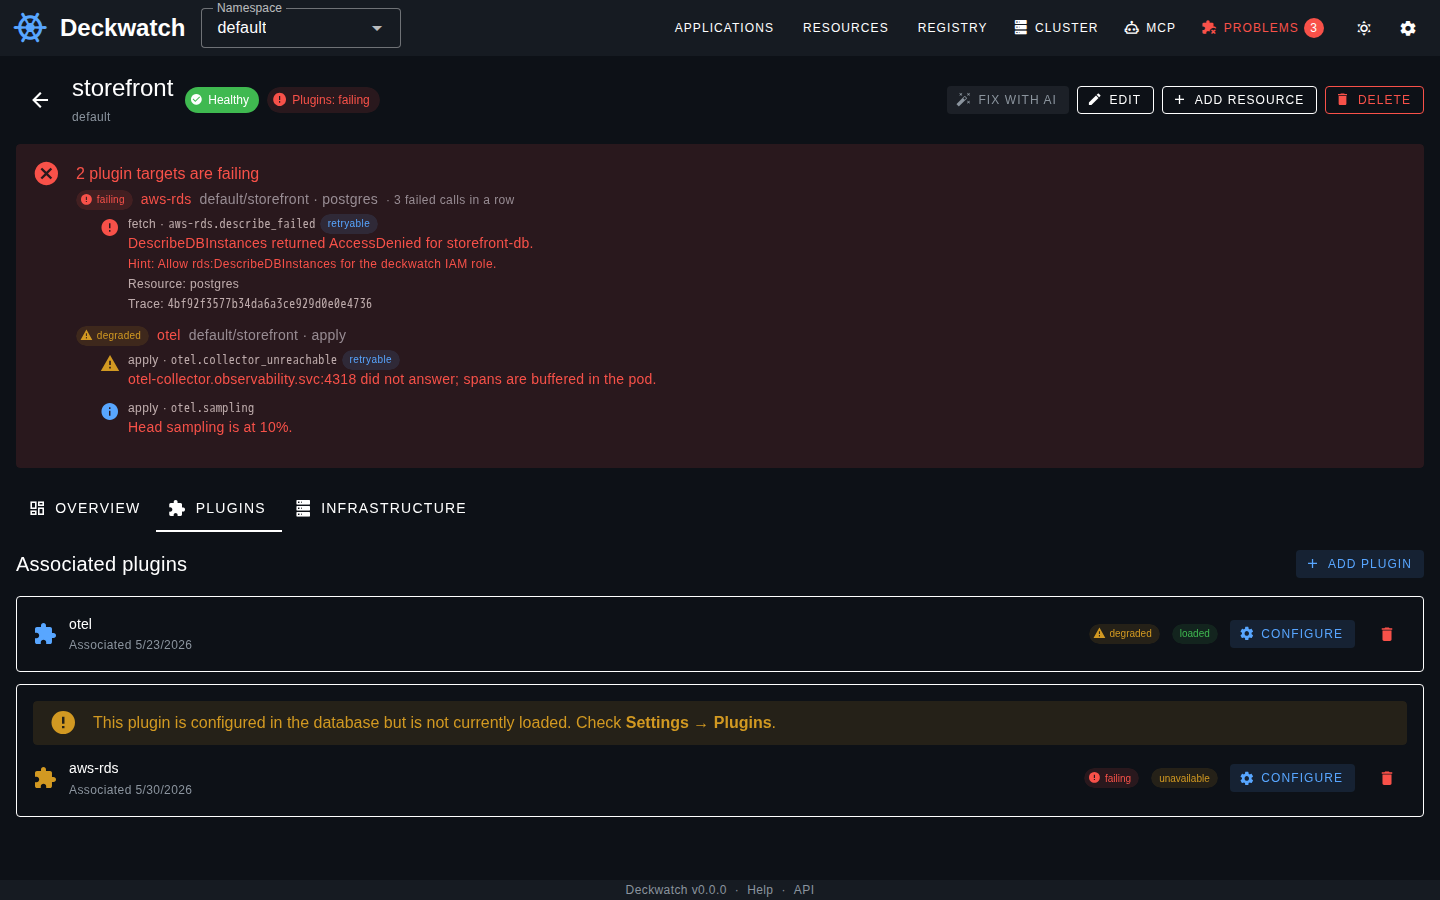 Deckwatch
Namespace
default
APPLICATIONS
RESOURCES
REGISTRY
CLUSTER
MCP
PROBLEMS 3
storefront
default
Healthy
Plugins: failing
FIX WITH AI
EDIT
ADD RESOURCE
DELETE
2 plugin targets are failing
failing aws-rds default/storefront · postgres · 3 failed calls in a row
fetch · aws-rds.describe_failed retryable
DescribeDBInstances returned AccessDenied for storefront-db.
Hint: Allow rds:DescribeDBInstances for the deckwatch IAM role.
Resource: postgres
Trace: 4bf92f3577b34da6a3ce929d0e0e4736
degraded otel default/storefront · apply
apply · otel.collector_unreachable retryable
otel-collector.observability.svc:4318 did not answer; spans are buffered in the pod.
apply · otel.sampling
Head sampling is at 10%.
OVERVIEW
PLUGINS
INFRASTRUCTURE
Associated plugins
ADD PLUGIN
otel
Associated 5/23/2026
degraded
loaded
CONFIGURE
This plugin is configured in the database but is not currently loaded. Check Settings → Plugins.
aws-rds
Associated 5/30/2026
failing
unavailable
CONFIGURE
Deckwatch v0.0.0 · Help · API